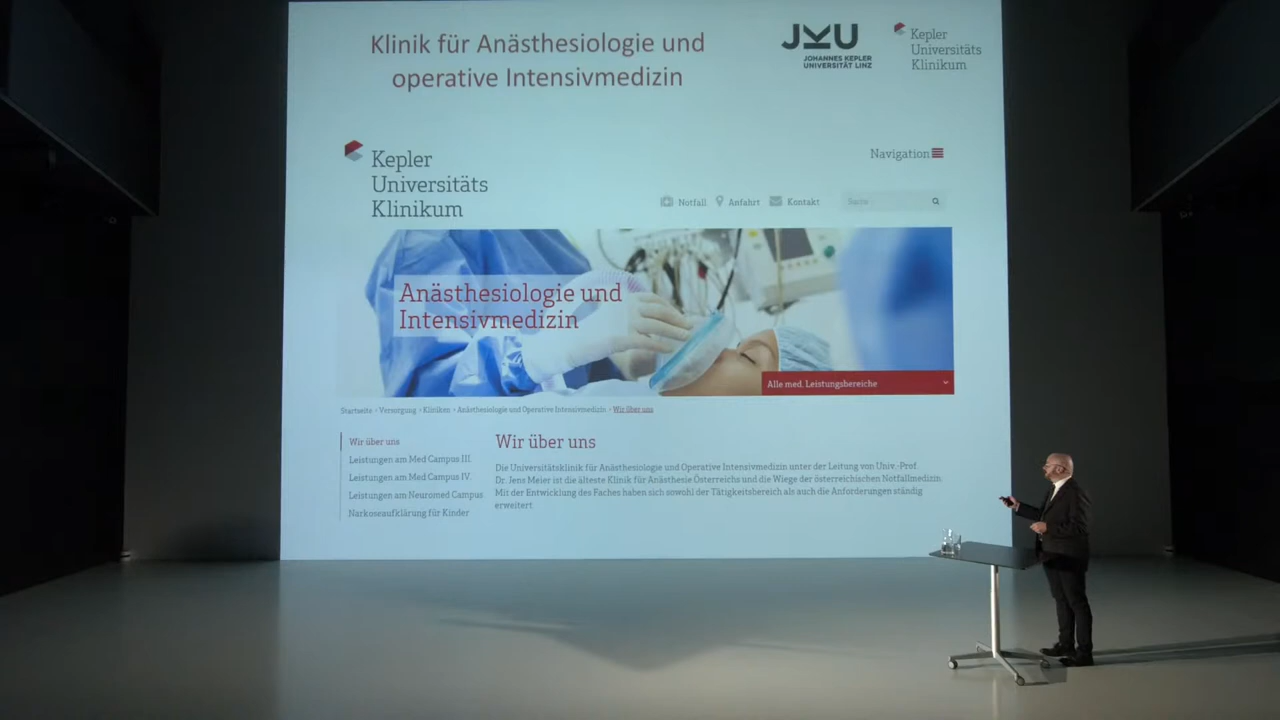 Klinik für Anästhesiologie und
operative Intensivmedizin
JKU
JOHANNES KEPLER
UNIVERSITÄT LINZ
Kepler
Universitäts
Klinikum
Kepler
Universitäts
Klinikum
Navigation
Notfall
Anfahrt
Kontakt
Suche
Anästhesiologie und
Intensivmedizin
Alle med. Leistungsbereiche
Startseite › Versorgung › Kliniken › Anästhesiologie und Operative Intensivmedizin › Wir über uns
Wir über uns
Leistungen am Med Campus III.
Leistungen am Med Campus IV.
Leistungen am Neuromed Campus
Narkoseaufklärung für Kinder
Wir über uns
Die Universitätsklinik für Anästhesiologie und Operative Intensivmedizin unter der Leitung von Univ.-Prof.
Dr. Jens Meier ist die älteste Klinik für Anästhesie Österreichs und die Wiege der österreichischen Notfallmedizin.
Mit der Entwicklung des Faches haben sich sowohl der Tätigkeitsbereich als auch die Anforderungen ständig
erweitert